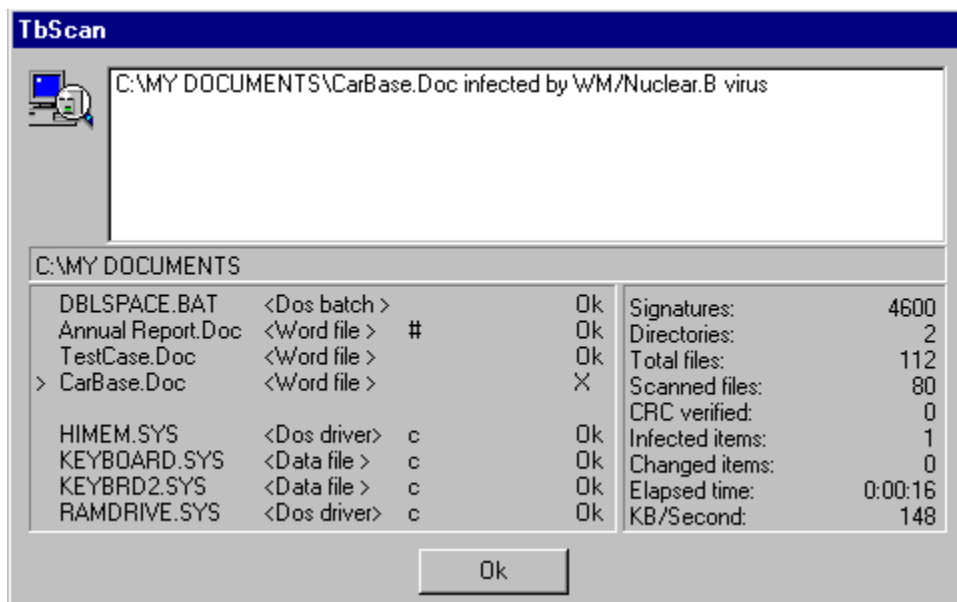 TbScan
C:\MY DOCUMENTS\CarBase.Doc infected by WM/Nuclear.B virus
C:\MY DOCUMENTS
DBLSPACE.BAT <Dos batch > Ok
Annual Report.Doc <Word file > # Ok
TestCase.Doc <Word file > Ok
> CarBase.Doc <Word file > X
HIMEM.SYS <Dos driver> c Ok
KEYBOARD.SYS <Data file > c Ok
KEYBRD2.SYS <Data file > c Ok
RAMDRIVE.SYS <Dos driver> c Ok
Signatures: 4600
Directories: 2
Total files: 112
Scanned files: 80
CRC verified: 0
Infected items: 1
Changed items: 0
Elapsed time: 0:00:16
KB/Second: 148
Ok